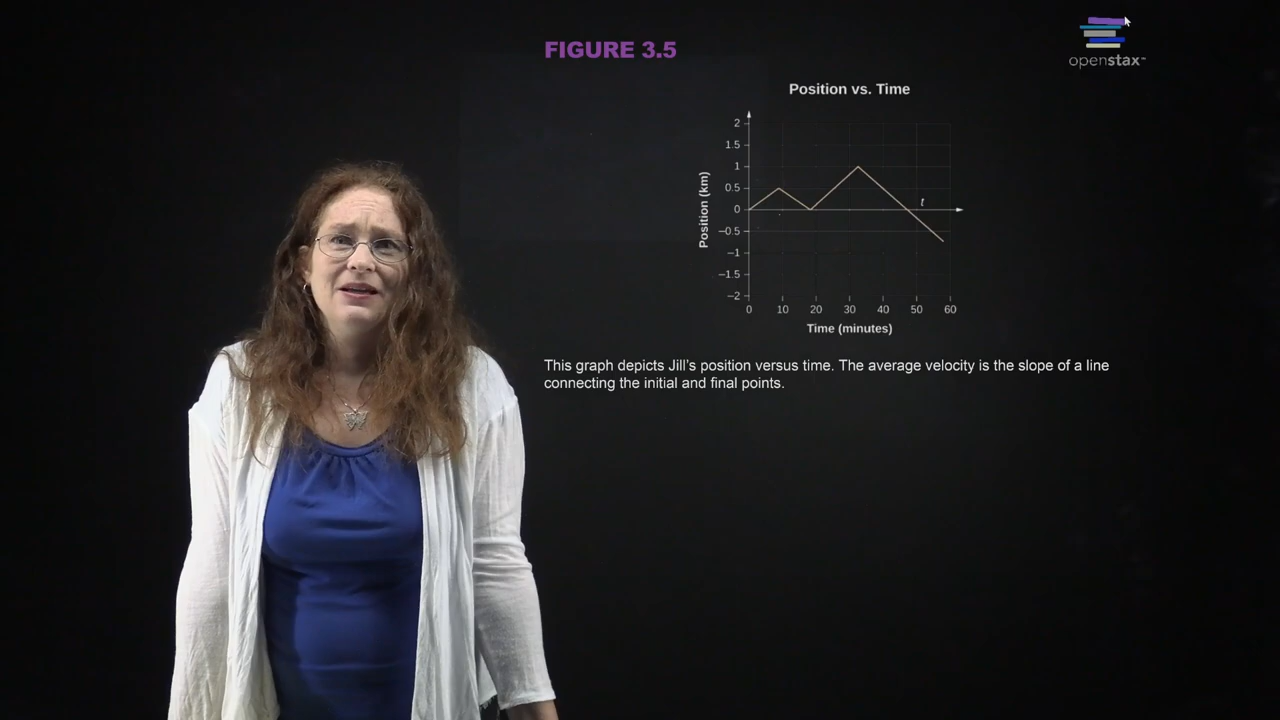 FIGURE 3.5
openstax™
Position vs. Time
Position (km)
2
1.5
1
0.5
0
−0.5
−1
−1.5
−2
t
0 10 20 30 40 50 60
Time (minutes)
This graph depicts Jill's position versus time. The average velocity is the slope of a line
connecting the initial and final points.